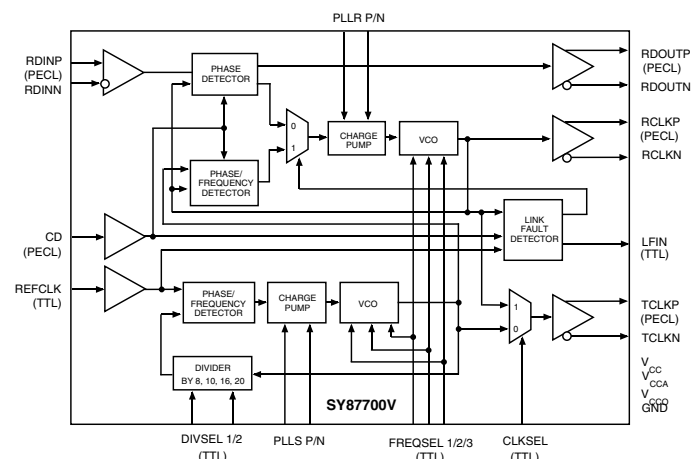 PLLR P/N
RDINP
(PECL)
RDINN
PHASE
DETECTOR
RDOUTP
(PECL)
RDOUTN
0
1
CHARGE
PUMP
VCO
RCLKP
(PECL)
RCLKN
PHASE/
FREQUENCY
DETECTOR
CD
(PECL)
LINK
FAULT
DETECTOR
LFIN
(TTL)
REFCLK
(TTL)
PHASE/
FREQUENCY
DETECTOR
CHARGE
PUMP
VCO
1
0
TCLKP
(PECL)
TCLKN
DIVIDER
BY 8, 10, 16, 20
SY87700V
VCC
VCCA
VCCO
GND
DIVSEL 1/2
(TTL)
PLLS P/N
FREQSEL 1/2/3
(TTL)
CLKSEL
(TTL)